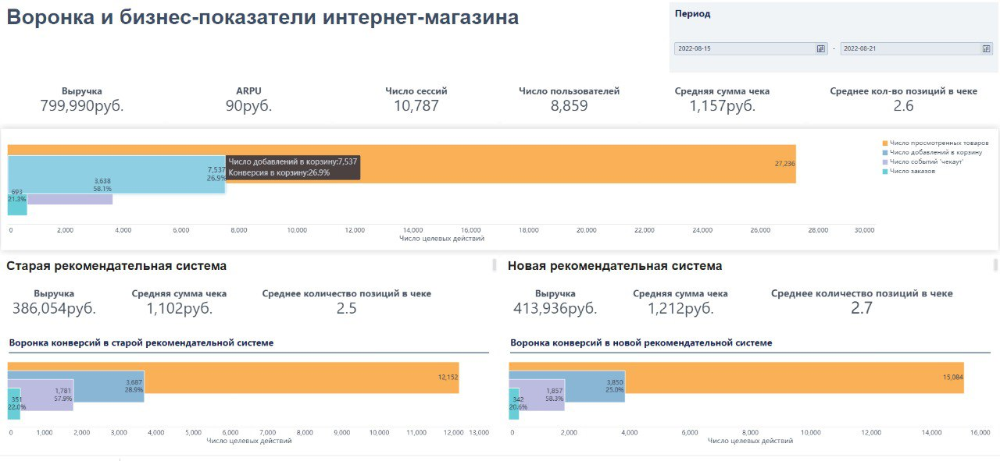 Воронка и бизнес-показатели интернет-магазина
Период
2022-08-15 - 2022-08-21
Выручка ARPU Число сессий Число пользователей Средняя сумма чека Среднее кол-во позиций в чеке
799,990руб. 90руб. 10,787 8,859 1,157руб. 2.6
Число просмотренных товаров
Число добавлений в корзину
Число событий 'чекаут'
Число заказов
27,236
7,537
26.9%
Число добавлений в корзину:7,537
Конверсия в корзину:26.9%
3,638
58.1%
693
21.3%
0 2,000 4,000 6,000 8,000 10,000 12,000 14,000 16,000 18,000 20,000 22,000 24,000 26,000 28,000 30,000
Число целевых действий
Старая рекомендательная система
Выручка Средняя сумма чека Среднее количество позиций в чеке
386,054руб. 1,102руб. 2.5
Воронка конверсий в старой рекомендательной системе
12,152
3,687
28.9%
1,781
57.9%
351
22.0%
0 1,000 2,000 3,000 4,000 5,000 6,000 7,000 8,000 9,000 10,000 11,000 12,000 13,000
Число целевых действий
Новая рекомендательная система
Выручка Средняя сумма чека Среднее количество позиций в чеке
413,936руб. 1,212руб. 2.7
Воронка конверсий в новой рекомендательной системе
15,084
3,850
25.0%
1,857
58.3%
342
20.6%
0 2,000 4,000 6,000 8,000 10,000 12,000 14,000 16,000
Число целевых действий